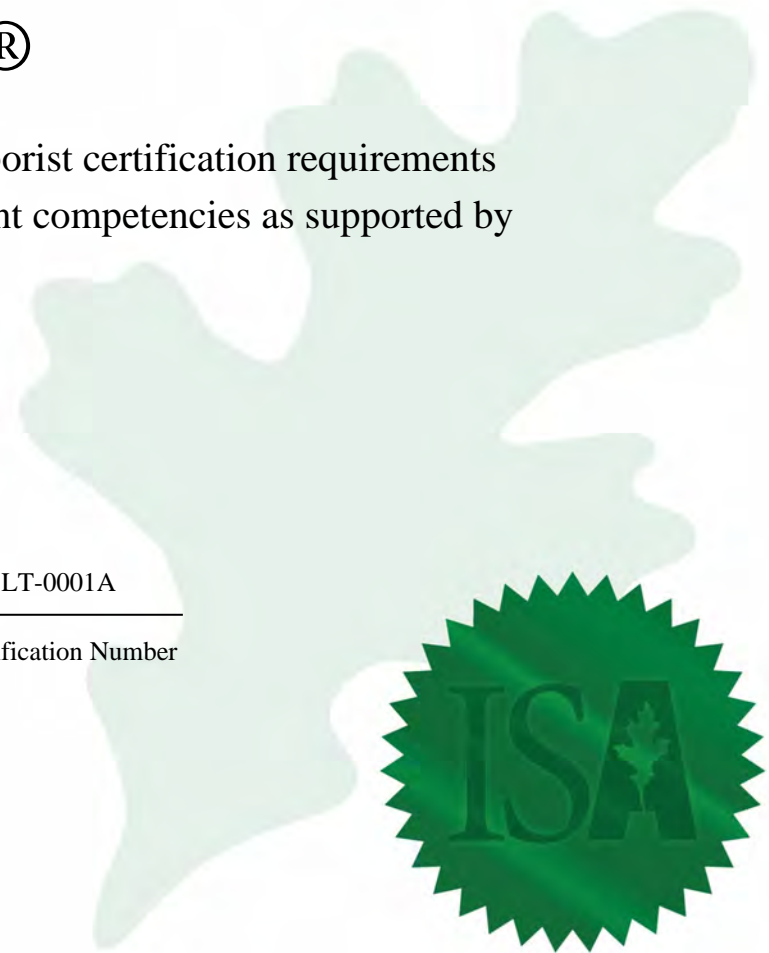 ®
orist certification requirements
nt competencies as supported by
LT-0001A
fication Number
ISA